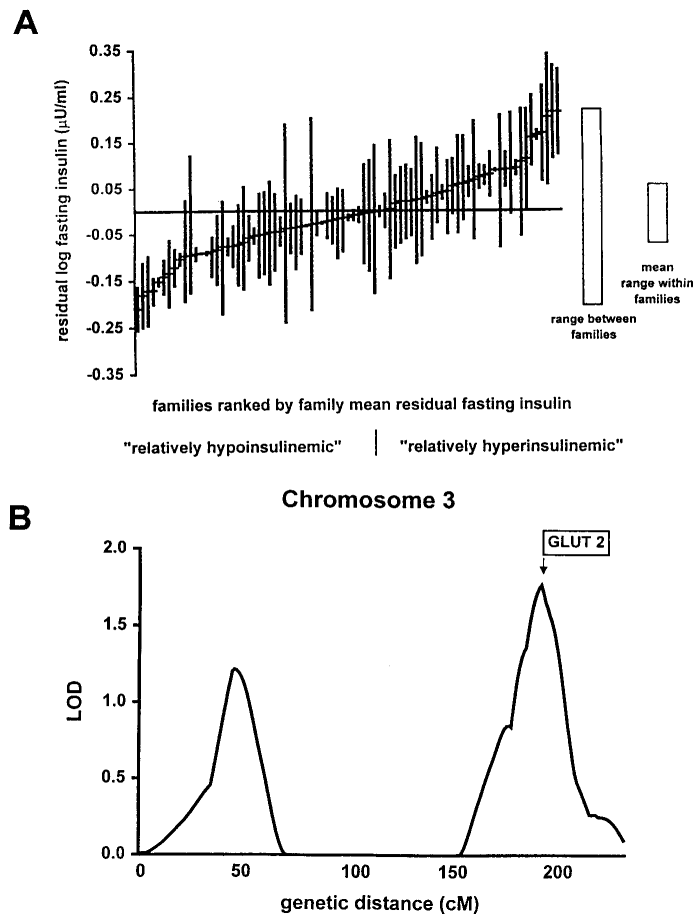 A
residual log fasting insulin (µU/ml)
0.35
0.25
0.15
0.05
-0.05
-0.15
-0.25
-0.35
mean
range within
families
range between
families
families ranked by family mean residual fasting insulin
"relatively hypoinsulinemic" | "relatively hyperinsulinemic"
B
Chromosome 3
GLUT 2
LOD
2.0
1.5
1.0
0.5
0.0
0 50 100 150 200
genetic distance (cM)